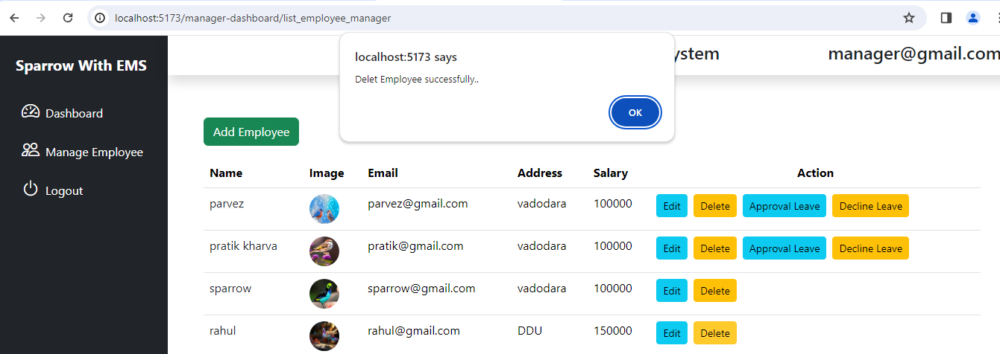 localhost:5173/manager-dashboard/list_employee_manager
Sparrow With EMS
ystem
manager@gmail.com
localhost:5173 says
Delet Employee successfully..
OK
Dashboard
Manage Employee
Logout
Add Employee
Name Image Email Address Salary Action
parvez parvez@gmail.com vadodara 100000 Edit Delete Approval Leave Decline Leave
pratik kharva pratik@gmail.com vadodara 100000 Edit Delete Approval Leave Decline Leave
sparrow sparrow@gmail.com vadodara 100000 Edit Delete
rahul rahul@gmail.com DDU 150000 Edit Delete